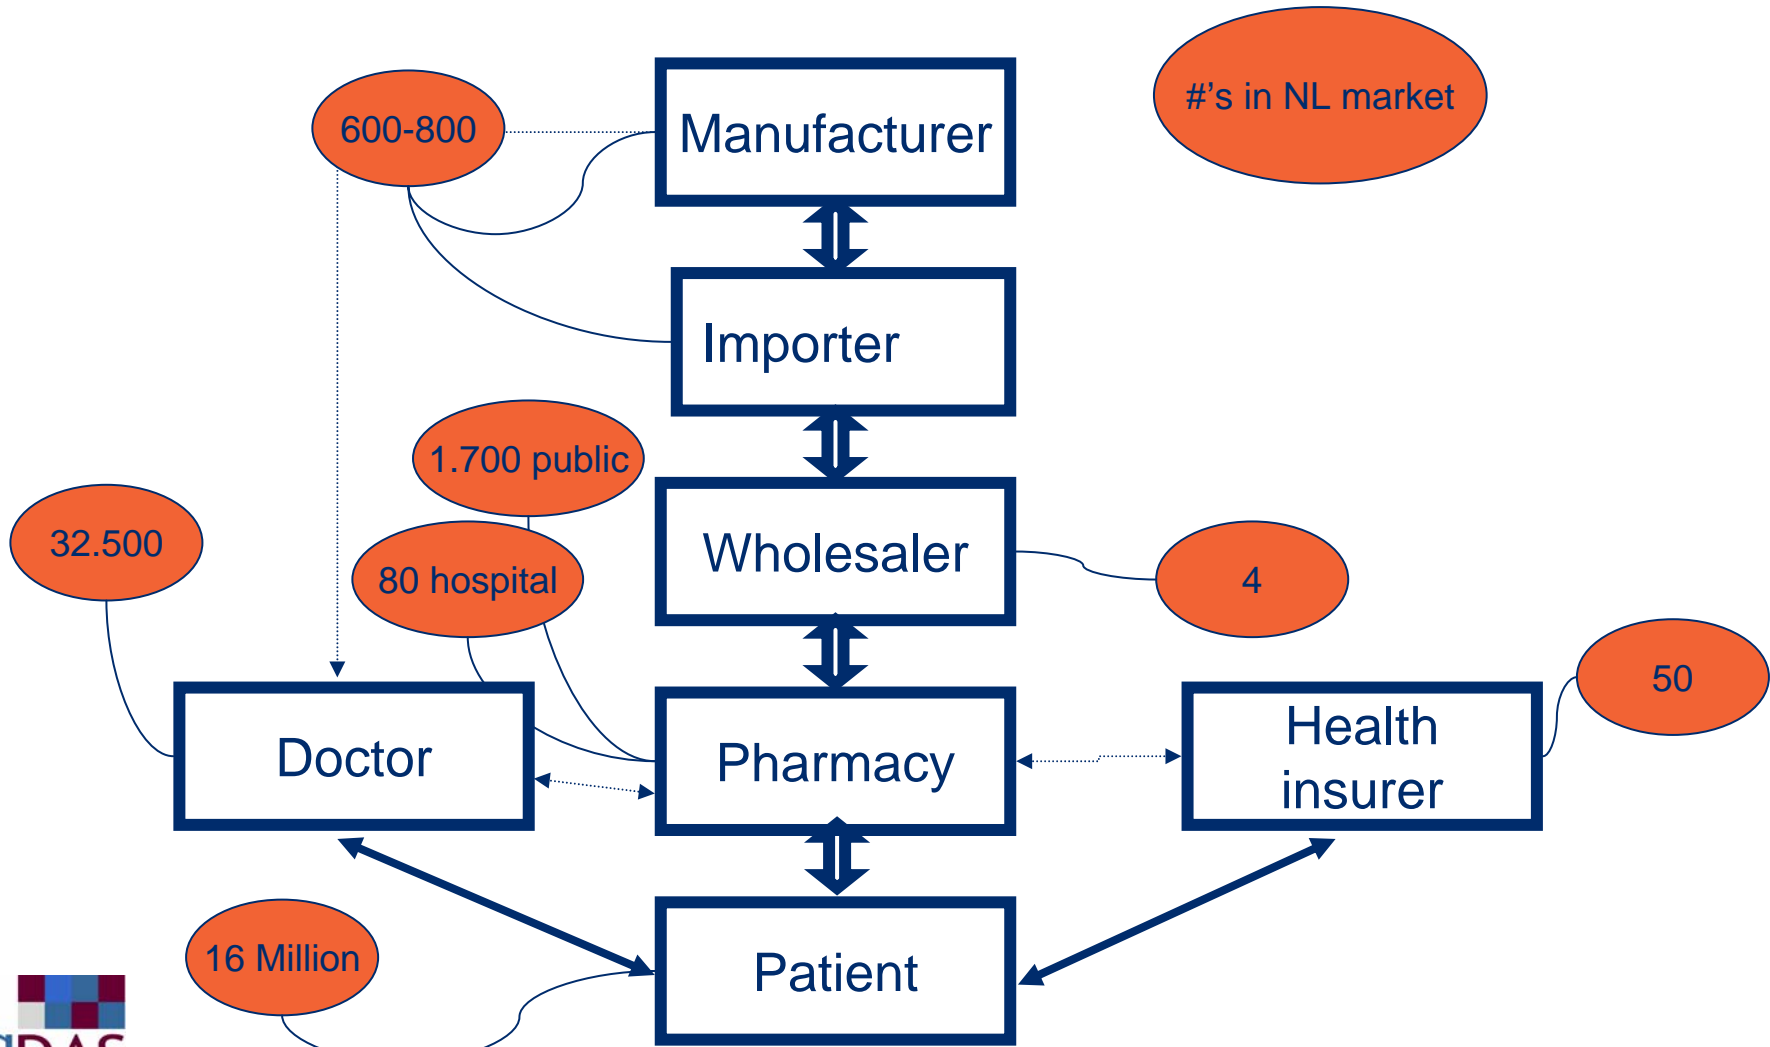 #'s in NL market
600-800
Manufacturer
Importer
1.700 public
32.500
80 hospital
Wholesaler
4
50
Doctor
Pharmacy
Health
insurer
16 Million
Patient